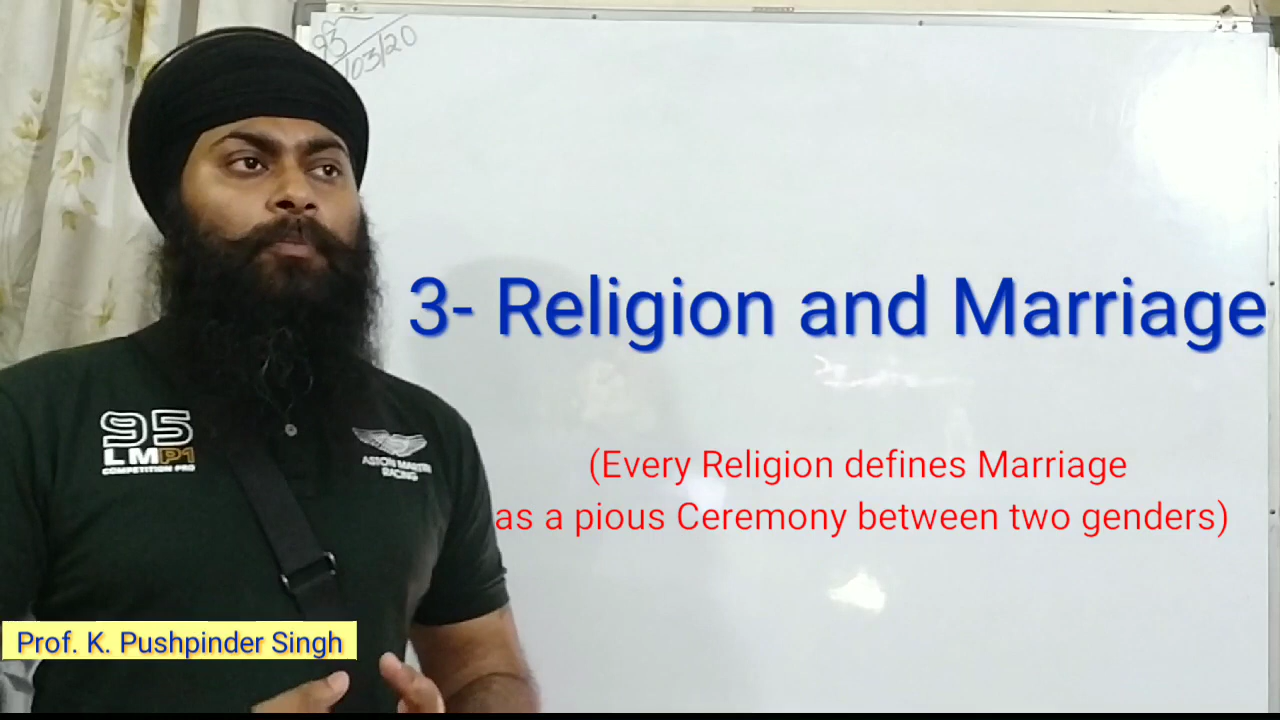 93
/03/20
3- Religion and Marriage
(Every Religion defines Marriage
as a pious Ceremony between two genders)
95
LMP1
COMPETITION PRO
ASTON MARTIN
RACING
Prof. K. Pushpinder Singh